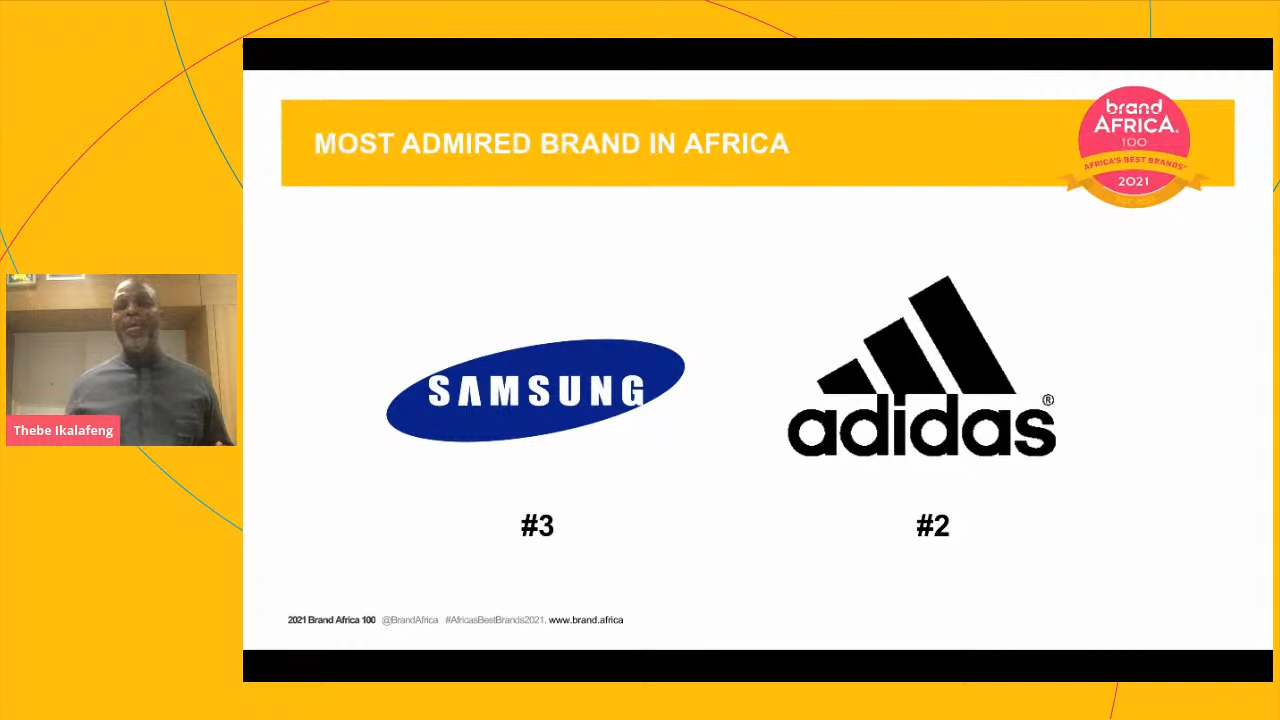 MOST ADMIRED BRAND IN AFRICA
brand
AFRICA.
100
AFRICA'S BEST BRANDS™
2021
SAMSUNG
adidas®
#3
#2
Thebe Ikalafeng
2021 Brand Africa 100 @BrandAfrica #AfricasBestBrands2021. www.brand.africa